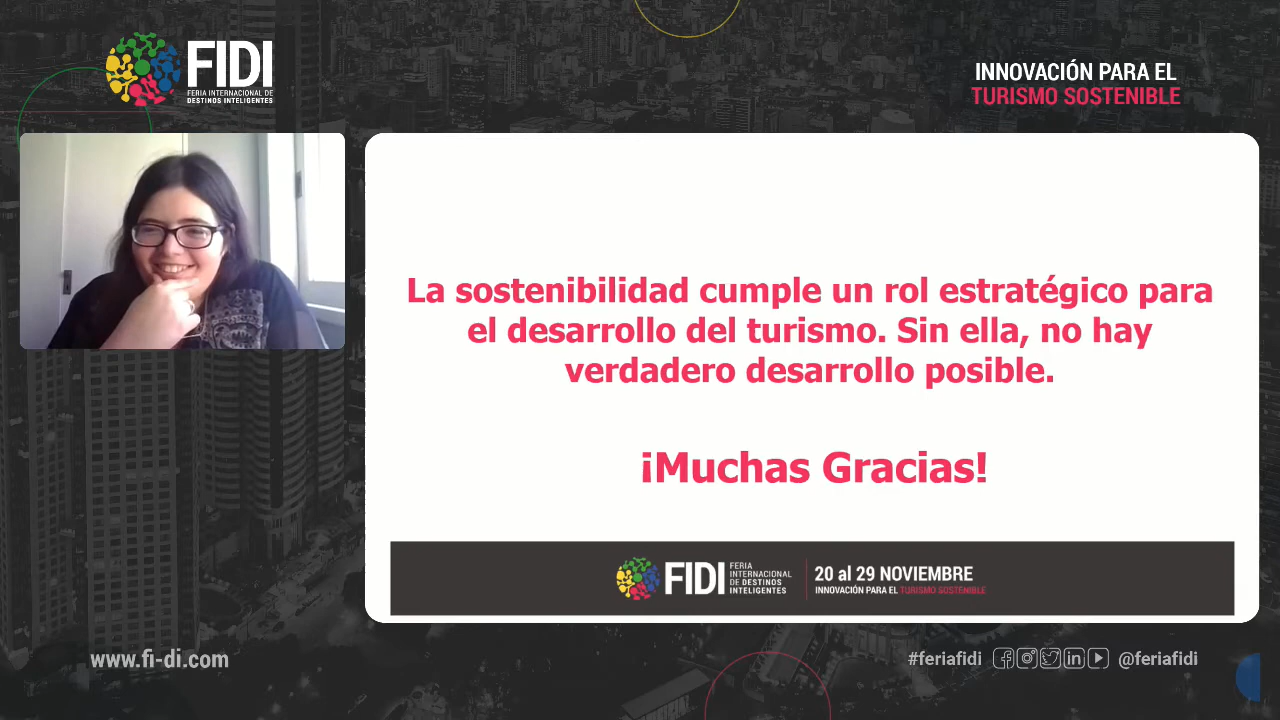 FIDI
FERIA INTERNACIONAL DE
DESTINOS INTELIGENTES
INNOVACIÓN PARA EL
TURISMO SOSTENIBLE
La sostenibilidad cumple un rol estratégico para
el desarrollo del turismo. Sin ella, no hay
verdadero desarrollo posible.
¡Muchas Gracias!
FIDI
FERIA
INTERNACIONAL
DE DESTINOS
INTELIGENTES
20 al 29 NOVIEMBRE
INNOVACIÓN PARA EL TURISMO SOSTENIBLE
www.fi-di.com
#feriafidi
@feriafidi